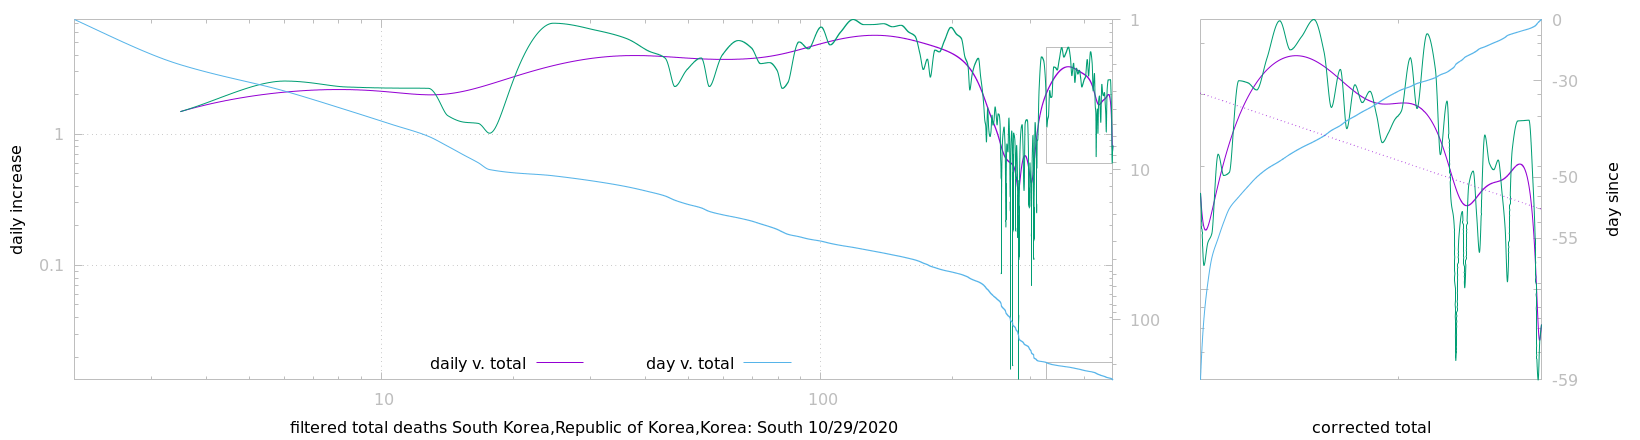 daily increase
1
0.1
daily v. total
day v. total
10
100
1
10
100
filtered total deaths South Korea,Republic of Korea,Korea: South 10/29/2020
0
-30
-50
-55
-59
day since
corrected total